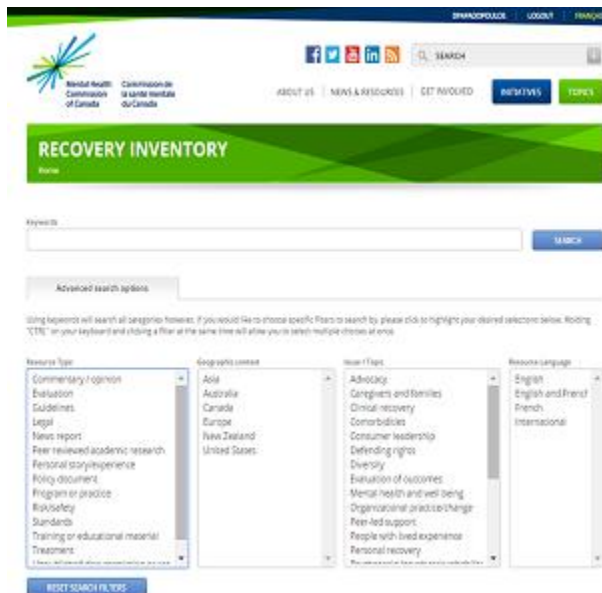 DPAPADOPOULOS LOGOUT FRANÇAIS
SEARCH
Mental Health Commission of Canada
Commission de la santé mentale du Canada
ABOUT US | NEWS & RESOURCES | GET INVOLVED INITIATIVES TOPICS
RECOVERY INVENTORY
Home
Keywords
SEARCH
Advanced search options
Using keywords will search all categories however, if you would like to choose specific filters to search by, please click to highlight your desired selections below. Holding
"CTRL" on your keyboard and clicking a filter at the same time will allow you to select multiple choices at once.
Resource Type
Commentary / opinion
Evaluation
Guidelines
Legal
News report
Peer reviewed academic research
Personal story/experience
Policy document
Program or practice
Risk/safety
Standards
Training or educational material
Treatment
Geographic context
Asia
Australia
Canada
Europe
New Zealand
United States
Issue / Topic
Advocacy
Caregivers and families
Clinical recovery
Comorbidities
Consumer leadership
Defending rights
Diversity
Evaluation of outcomes
Mental health and well being
Organizational practice/change
Peer-led support
People with lived experience
Personal recovery
Resource Language
English
English and French
French
International
RESET SEARCH FILTERS